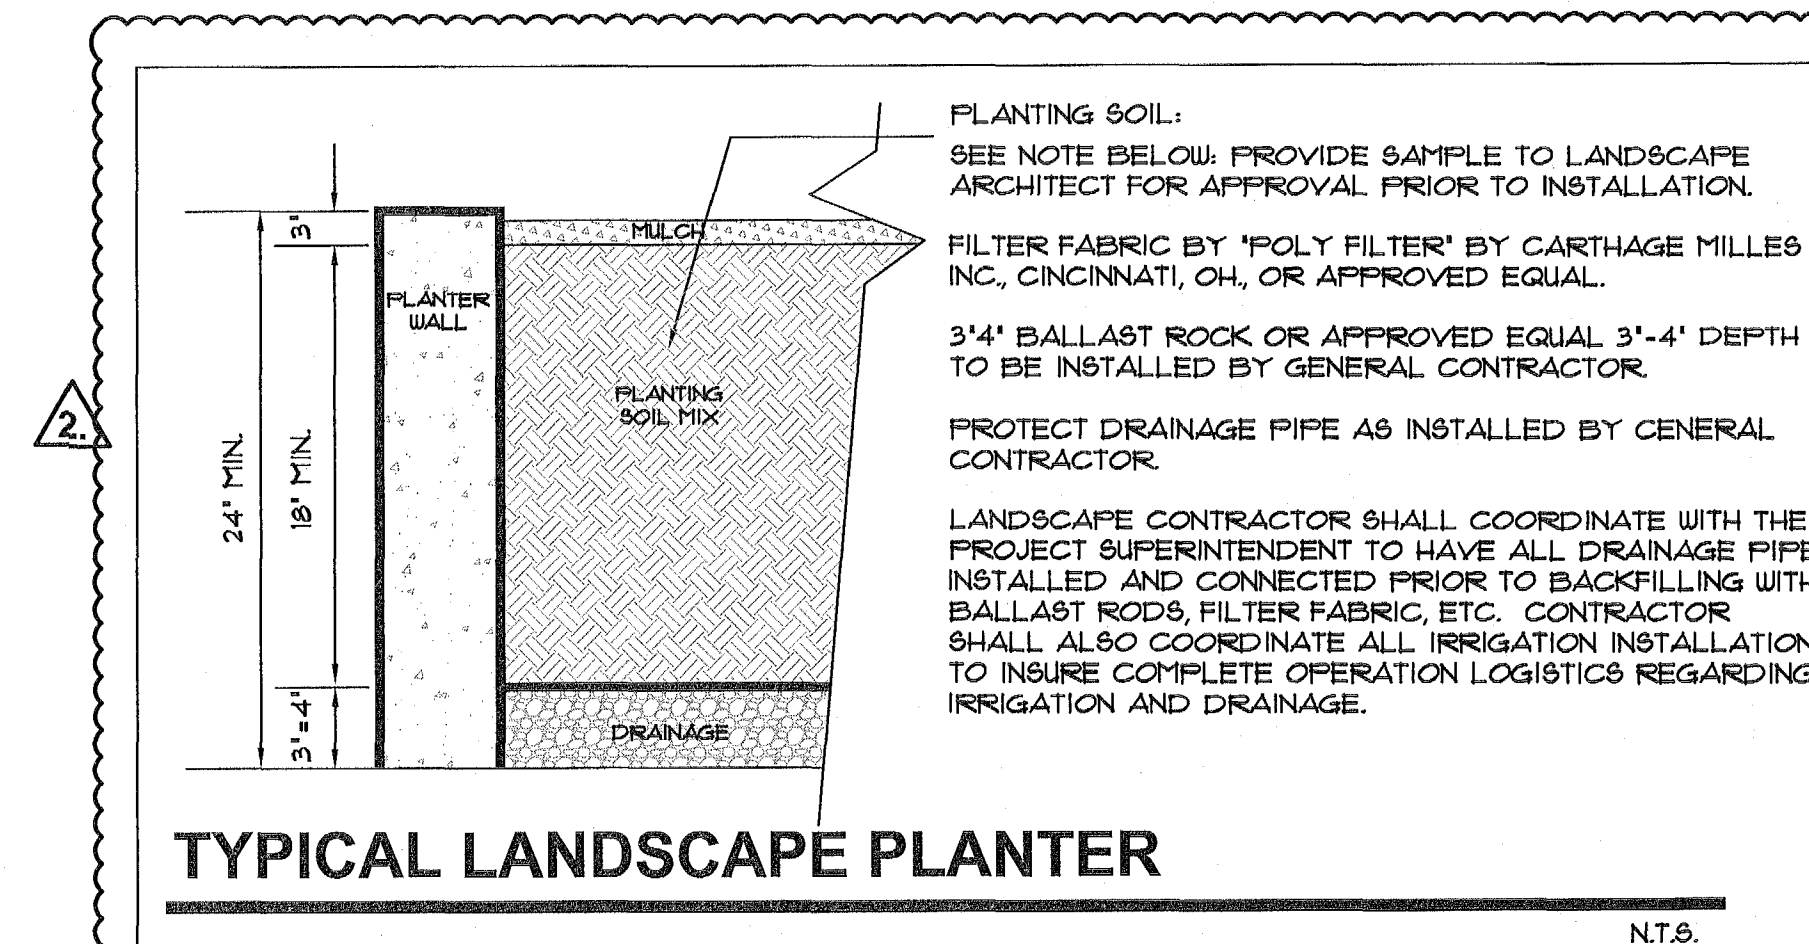 PLANTING SOIL:
SEE NOTE BELOW: PROVIDE SAMPLE TO LANDSCAPE
ARCHITECT FOR APPROVAL PRIOR TO INSTALLATION.
FILTER FABRIC BY "POLY FILTER" BY CARTHAGE MILLES
INC., CINCINNATI, OH., OR APPROVED EQUAL.
3"4" BALLAST ROCK OR APPROVED EQUAL 3"-4" DEPTH
TO BE INSTALLED BY GENERAL CONTRACTOR.
PROTECT DRAINAGE PIPE AS INSTALLED BY CENERAL
CONTRACTOR.
LANDSCAPE CONTRACTOR SHALL COORDINATE WITH THE
PROJECT SUPERINTENDENT TO HAVE ALL DRAINAGE PIPE
INSTALLED AND CONNECTED PRIOR TO BACKFILLING WITH
BALLAST RODS, FILTER FABRIC, ETC. CONTRACTOR
SHALL ALSO COORDINATE ALL IRRIGATION INSTALLATION
TO INSURE COMPLETE OPERATION LOGISTICS REGARDING
IRRIGATION AND DRAINAGE.
3"
MULCH
PLANTER
WALL
PLANTING
SOIL MIX
2.
24" MIN.
18" MIN.
3"=4"
DRAINAGE
TYPICAL LANDSCAPE PLANTER
N.T.S.